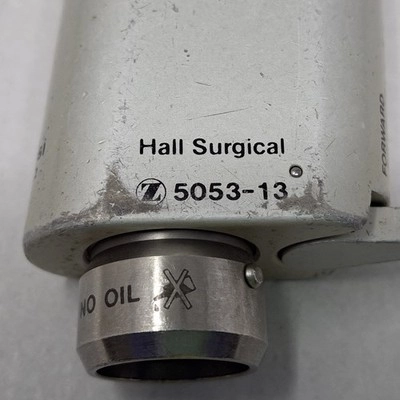 Hall Surgical
Z 5053-13
FORWARD
NO OIL